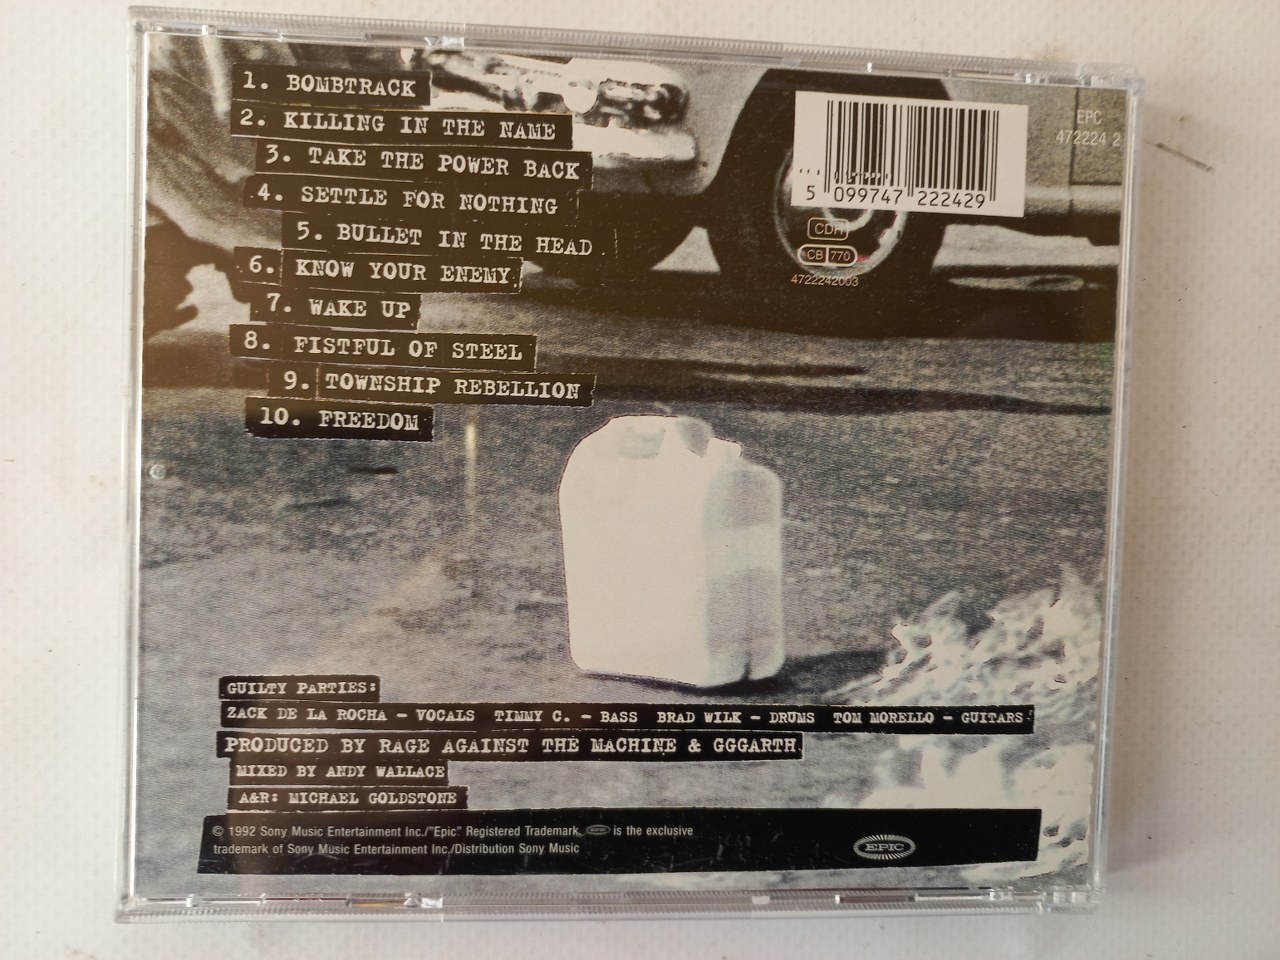 1. BOMBTRACK
2. KILLING IN THE NAME
3. TAKE THE POWER BACK
4. SETTLE FOR NOTHING
5. BULLET IN THE HEAD
6. KNOW YOUR ENEMY
7. WAKE UP
8. FISTFUL OF STEEL
9. TOWNSHIP REBELLION
10. FREEDOM
5 099747 222429
EPC
472224 2
CDH
CB 770
4722242003
GUILTY PARTIES:
ZACK DE LA ROCHA – VOCALS TIMMY C. – BASS BRAD WILK – DRUMS TOM MORELLO – GUITARS
PRODUCED BY RAGE AGAINST THE MACHINE & GGGARTH
MIXED BY ANDY WALLACE
A&R: MICHAEL GOLDSTONE
© 1992 Sony Music Entertainment Inc./"Epic" Registered Trademark, EPIC is the exclusive
trademark of Sony Music Entertainment Inc./Distribution Sony Music
EPIC